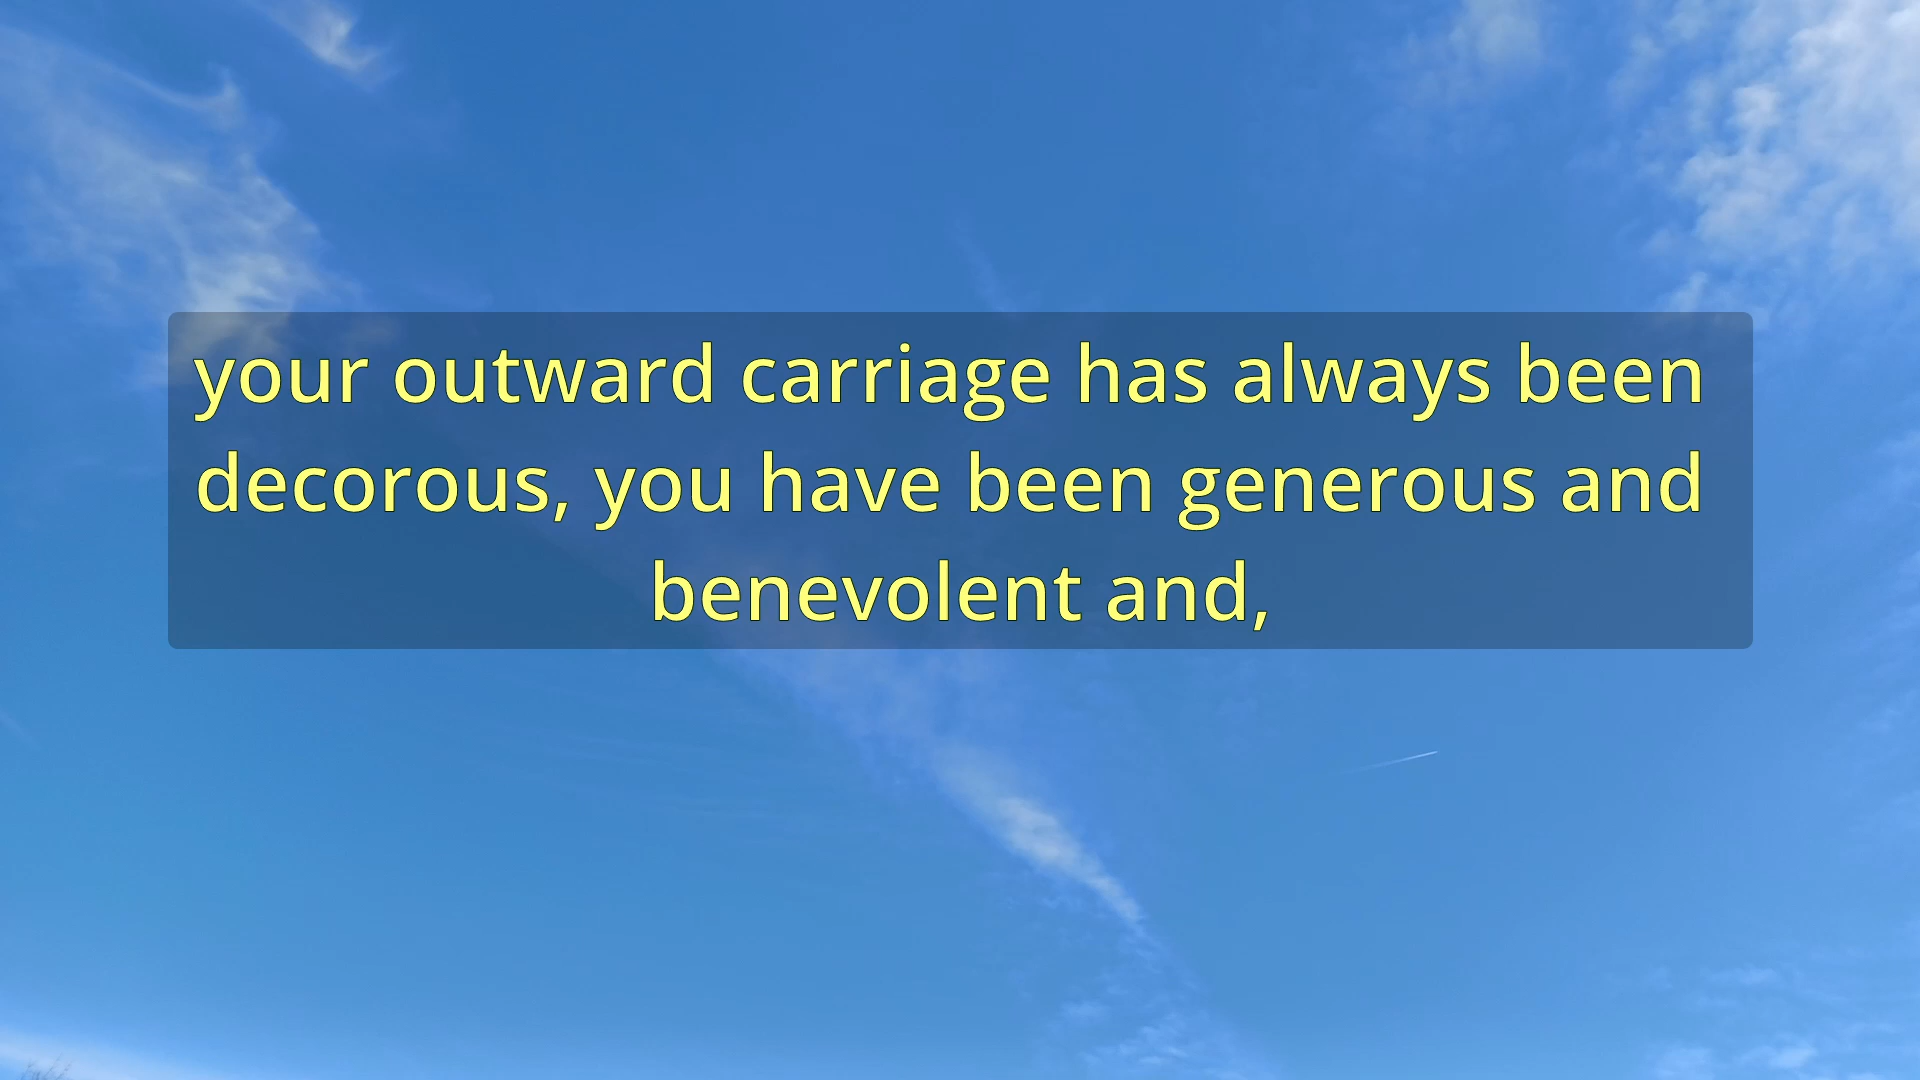 your outward carriage has always been
decorous, you have been generous and
benevolent and,